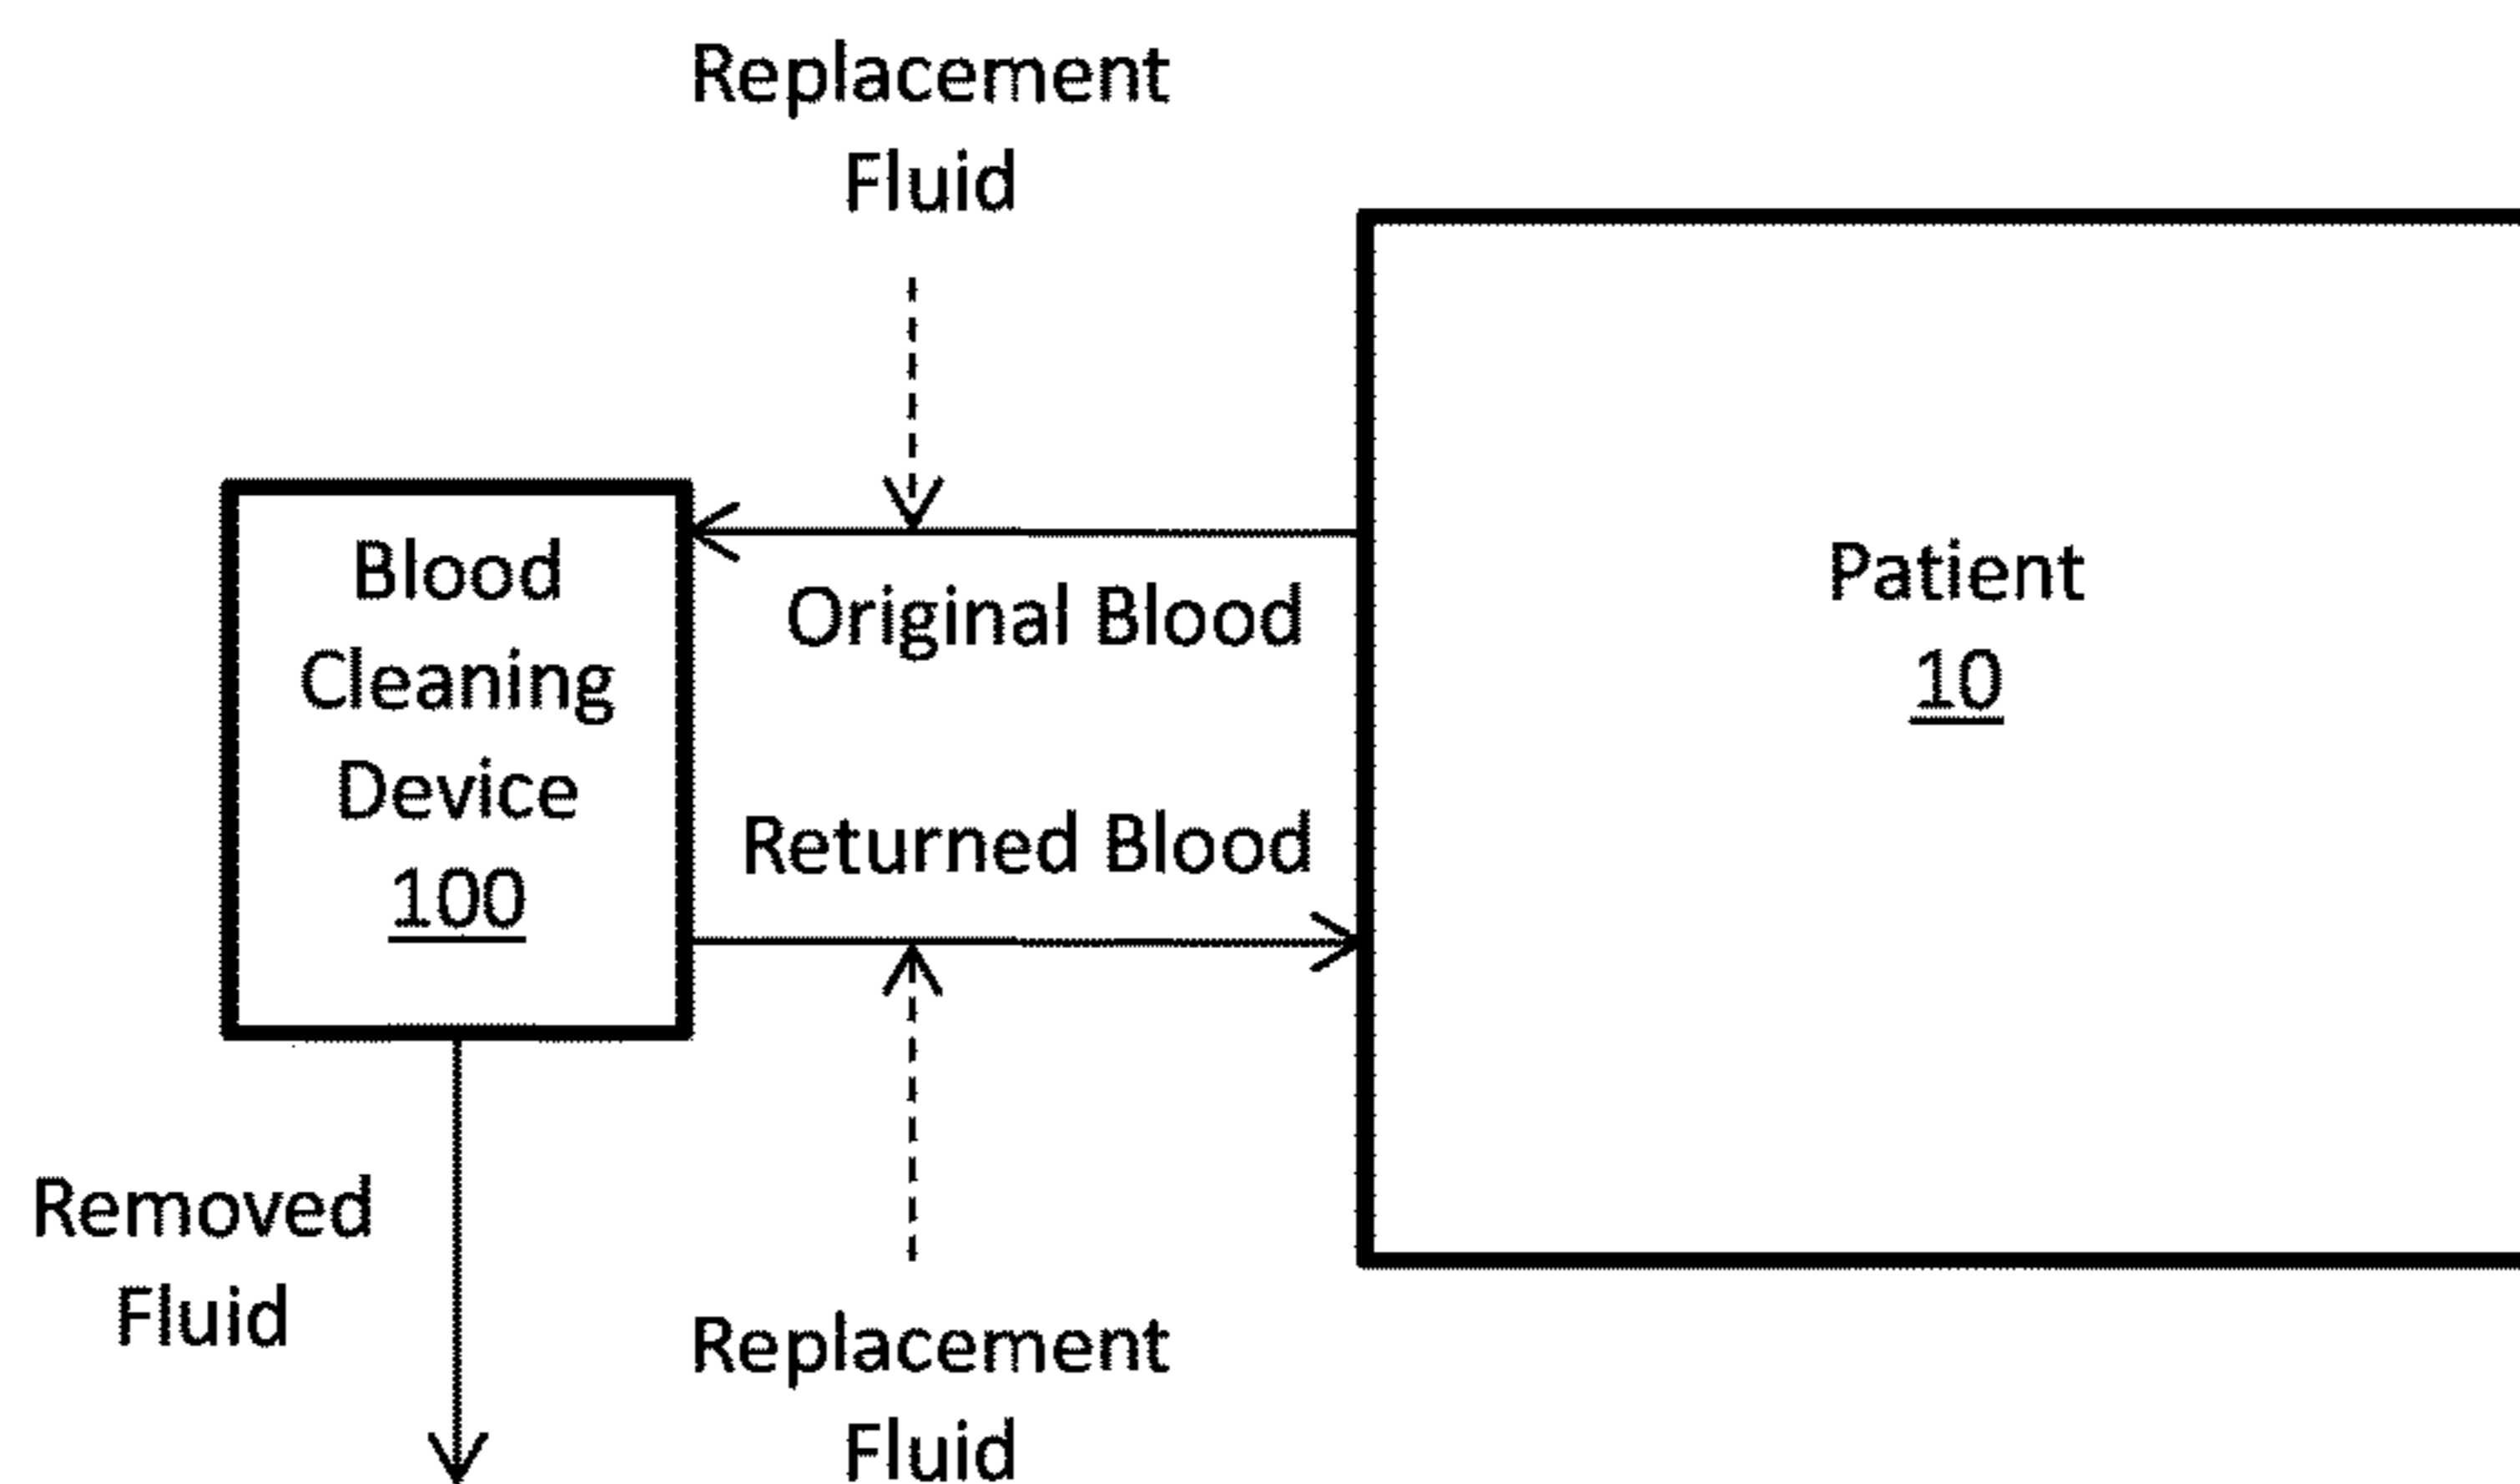 Replacement
Fluid
Blood
Cleaning
Device
100
Original Blood
Returned Blood
Patient
10
Removed
Fluid
Replacement
Fluid